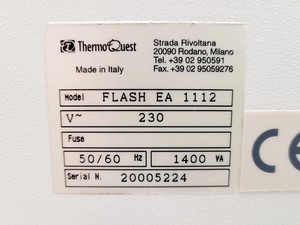 ThermoQuest
Made in Italy
Strada Rivoltana
20090 Rodano, Milano
Tel. +39 02 950591
Fax. +39 02 95059276
Model FLASH EA 1112
V~ 230
Fuse
50/60 Hz 1400 VA
Serial N. 20005224
CE